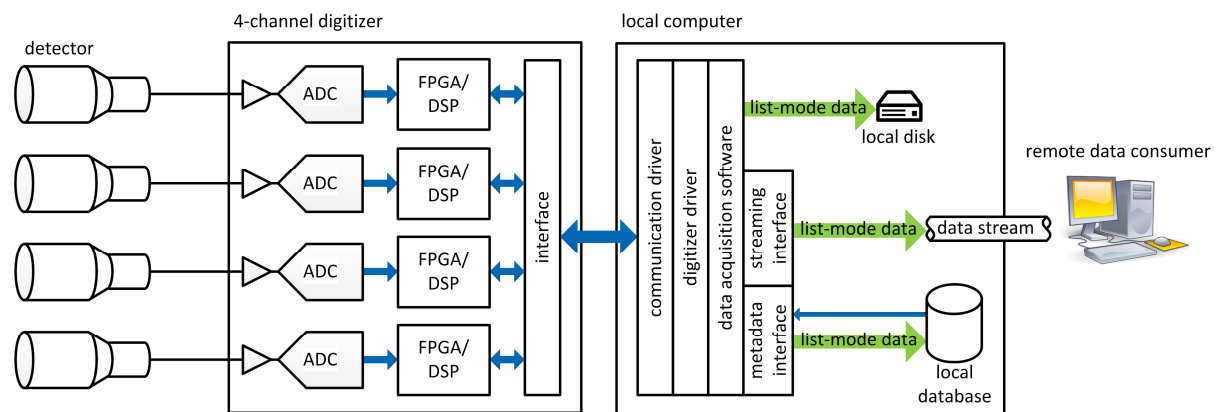 4-channel digitizer
local computer
detector
ADC
FPGA/
DSP
ADC
FPGA/
DSP
ADC
FPGA/
DSP
ADC
FPGA/
DSP
interface
communication driver
digitizer driver
data acquisition software
streaming
interface
metadata
interface
list-mode data
local disk
remote data consumer
list-mode data
data stream
list-mode data
local
database